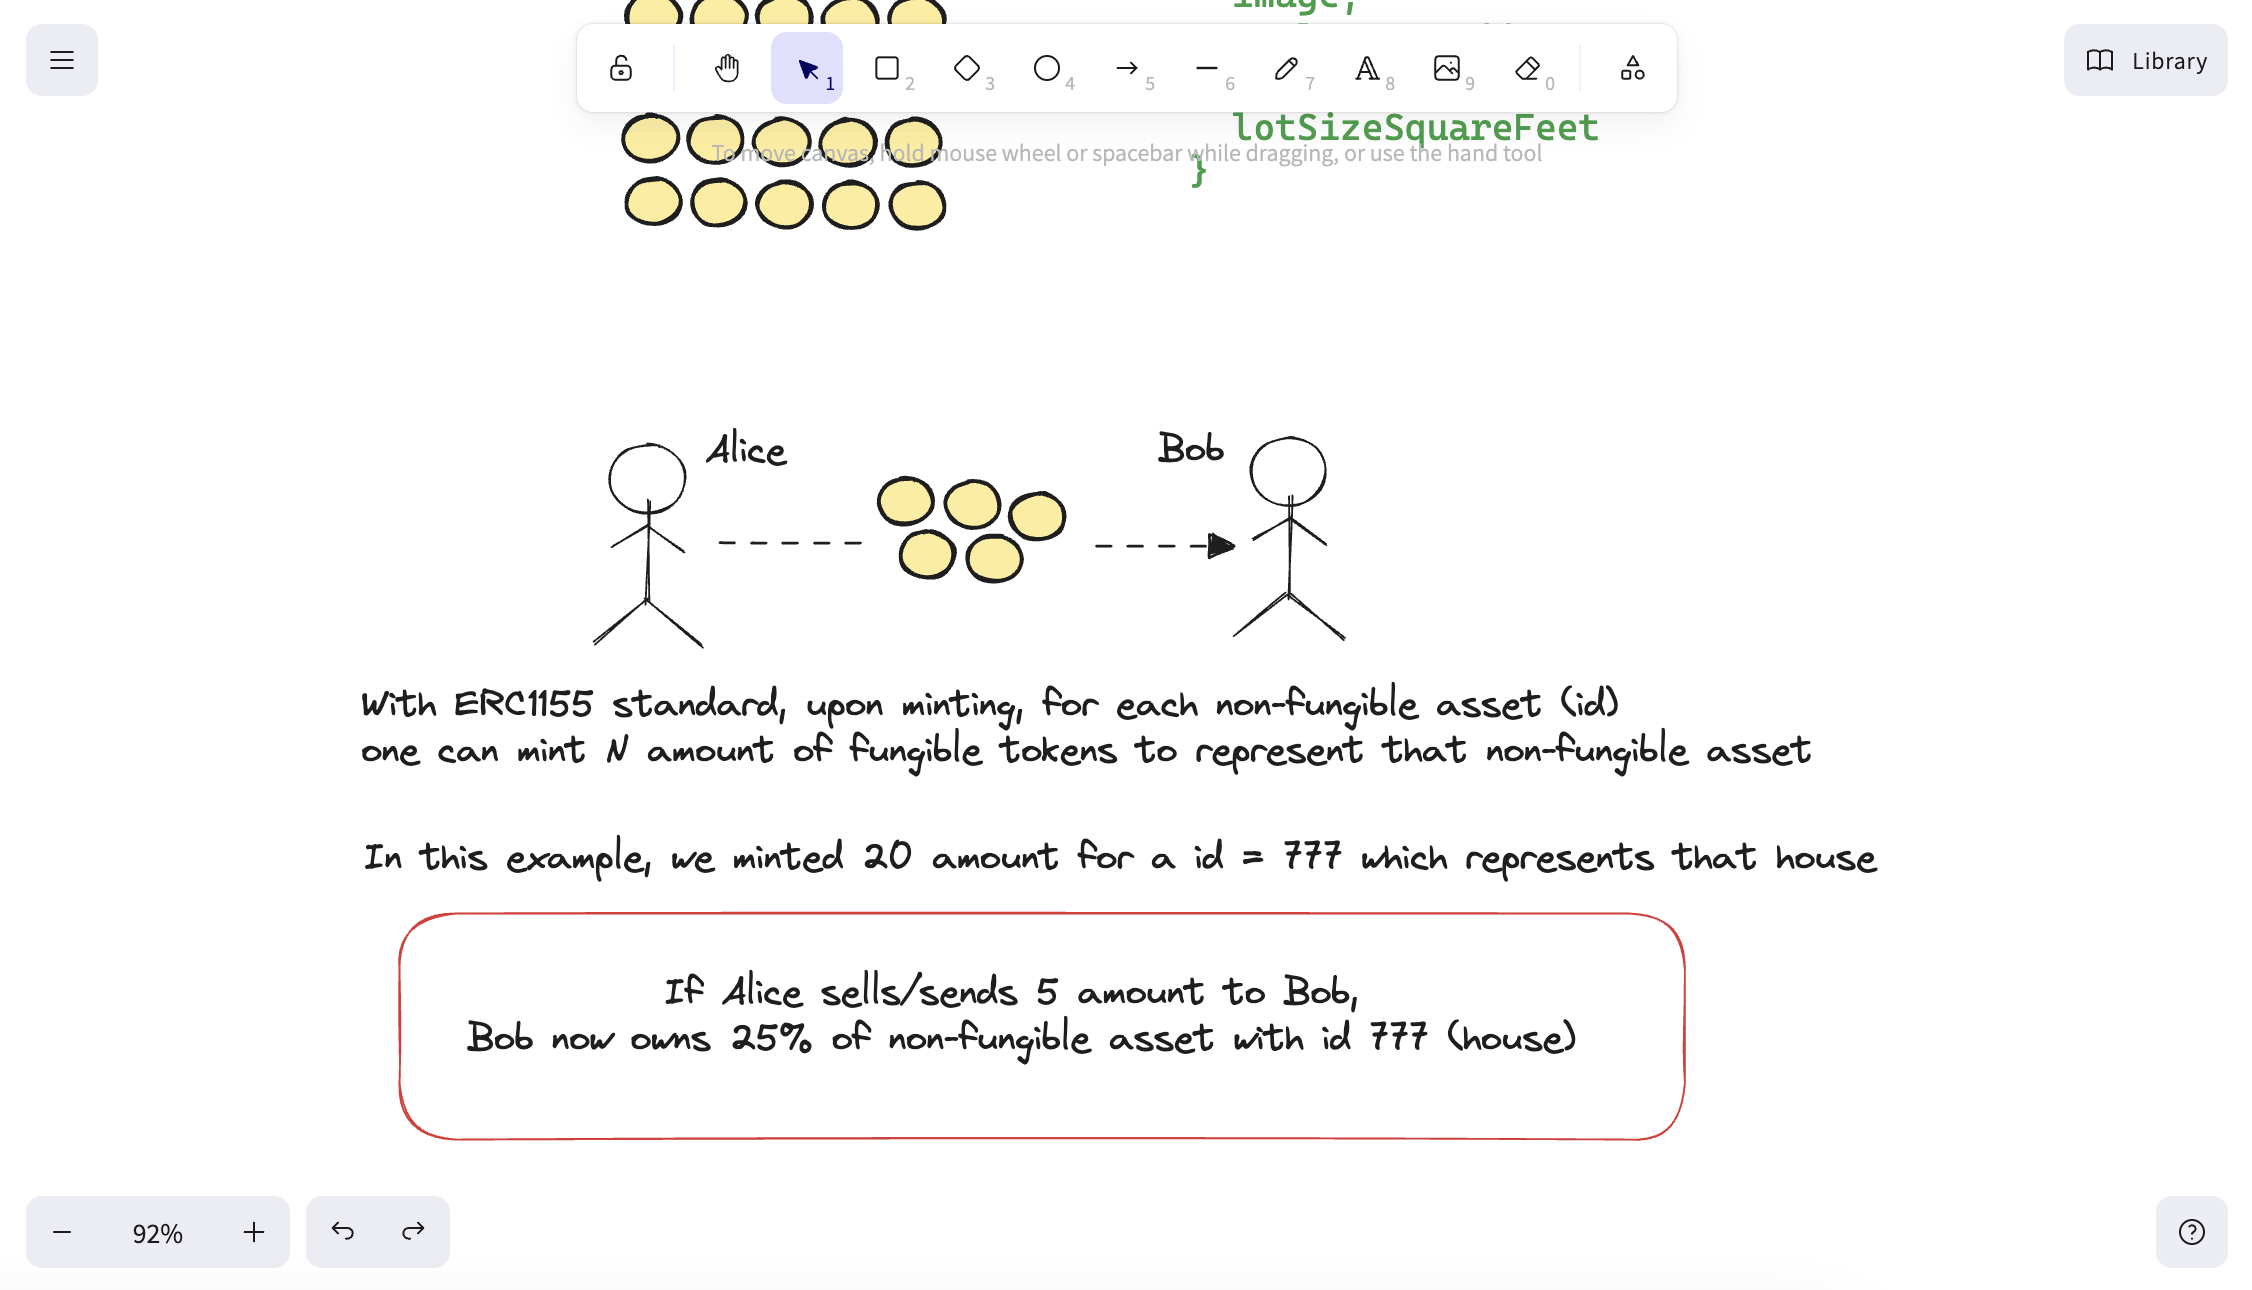 image,
1
2
3
4
5
6
7
8
9
0
Library
lotSizeSquareFeet
To move canvas, hold mouse wheel or spacebar while dragging, or use the hand tool
}
Alice
Bob
With ERC1155 standard, upon minting, for each non-fungible asset (id)
one can mint N amount of fungible tokens to represent that non-fungible asset
In this example, we minted 20 amount for a id = 777 which represents that house
If Alice sells/sends 5 amount to Bob,
Bob now owns 25% of non-fungible asset with id 777 (house)
92%